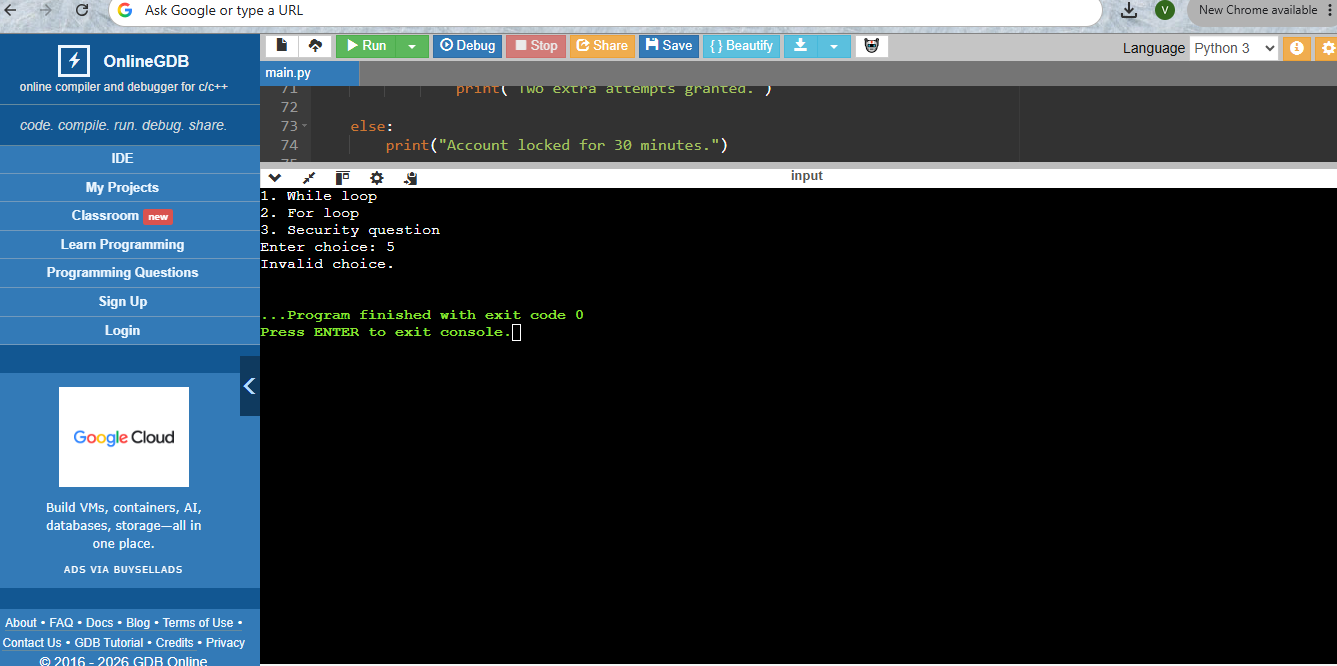 Ask Google or type a URL
V
New Chrome available
OnlineGDB
online compiler and debugger for c/c++
code. compile. run. debug. share.
IDE
My Projects
Classroom new
Learn Programming
Programming Questions
Sign Up
Login
Google Cloud
Build VMs, containers, AI,
databases, storage—all in
one place.
ADS VIA BUYSELLADS
About • FAQ • Docs • Blog • Terms of Use •
Contact Us • GDB Tutorial • Credits • Privacy
© 2016 - 2026 GDB Online
Run Debug Stop Share Save { } Beautify
Language Python 3
main.py
71 print( Two extra attempts granted. )
72
73 else:
74 print("Account locked for 30 minutes.")
75
input
1. While loop
2. For loop
3. Security question
Enter choice: 5
Invalid choice.
...Program finished with exit code 0
Press ENTER to exit console.